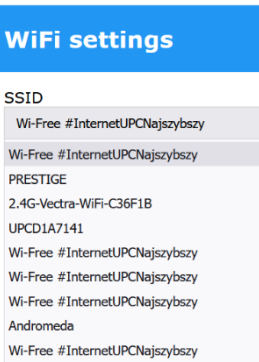 WiFi settings
SSID
Wi-Free #InternetUPCNajszybszy
Wi-Free #InternetUPCNajszybszy
PRESTIGE
2.4G-Vectra-WiFi-C36F1B
UPCD1A7141
Wi-Free #InternetUPCNajszybszy
Wi-Free #InternetUPCNajszybszy
Wi-Free #InternetUPCNajszybszy
Andromeda
Wi-Free #InternetUPCNajszybszy